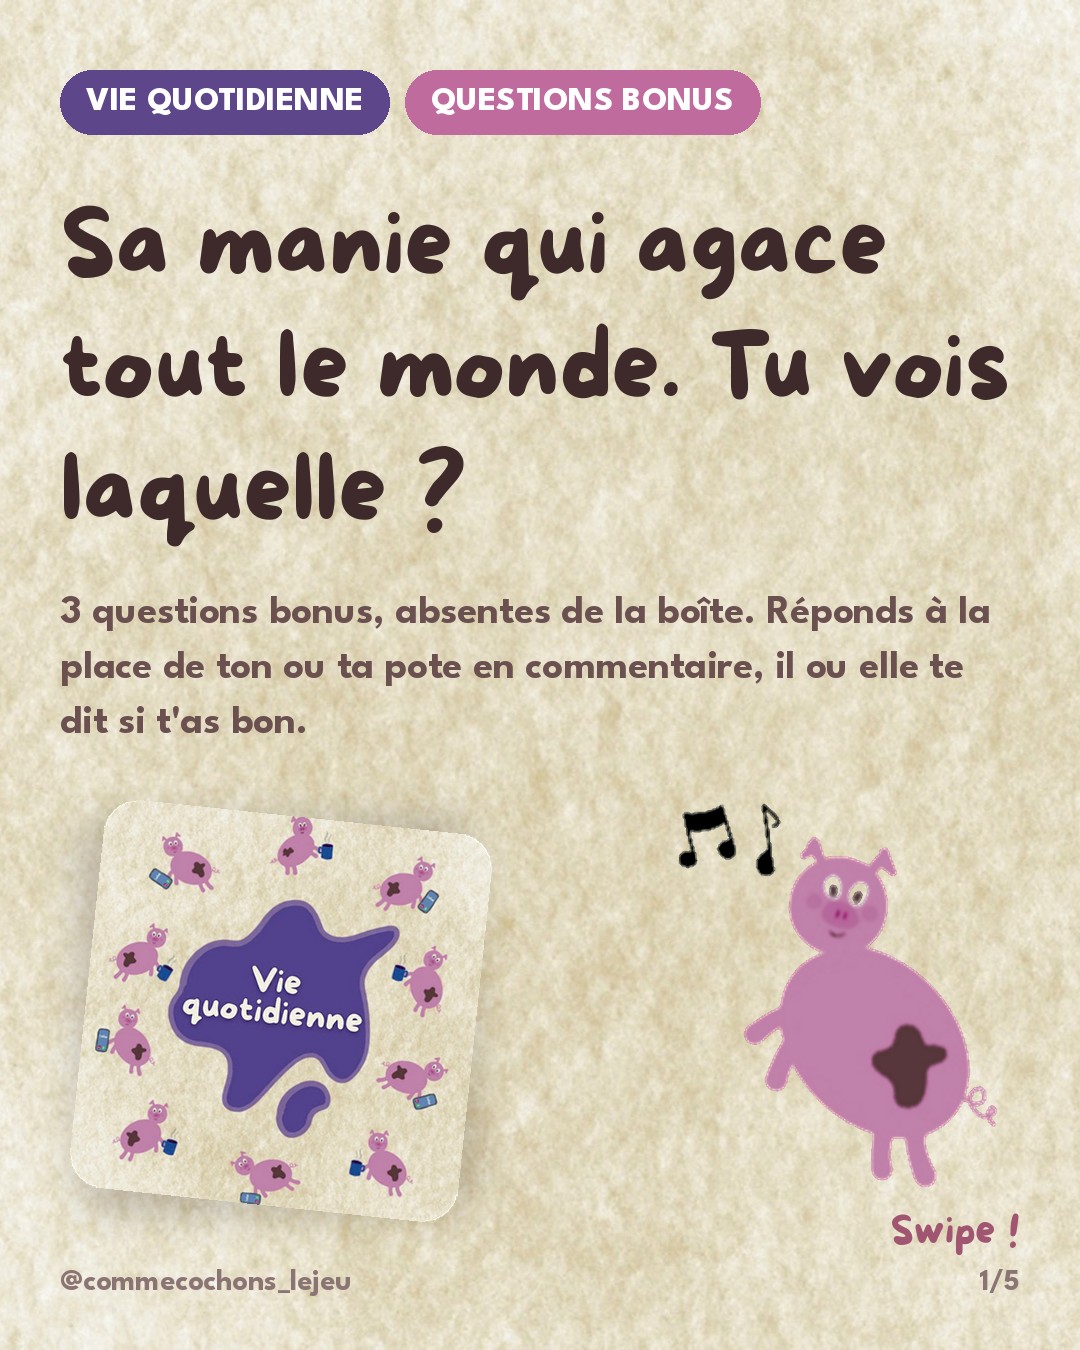 VIE QUOTIDIENNE
QUESTIONS BONUS
Sa manie qui agace
tout le monde. Tu vois
laquelle ?
3 questions bonus, absentes de la boîte. Réponds à la
place de ton ou ta pote en commentaire, il ou elle te
dit si t'as bon.
Vie
quotidienne
Swipe !
@commecochons_lejeu
1/5